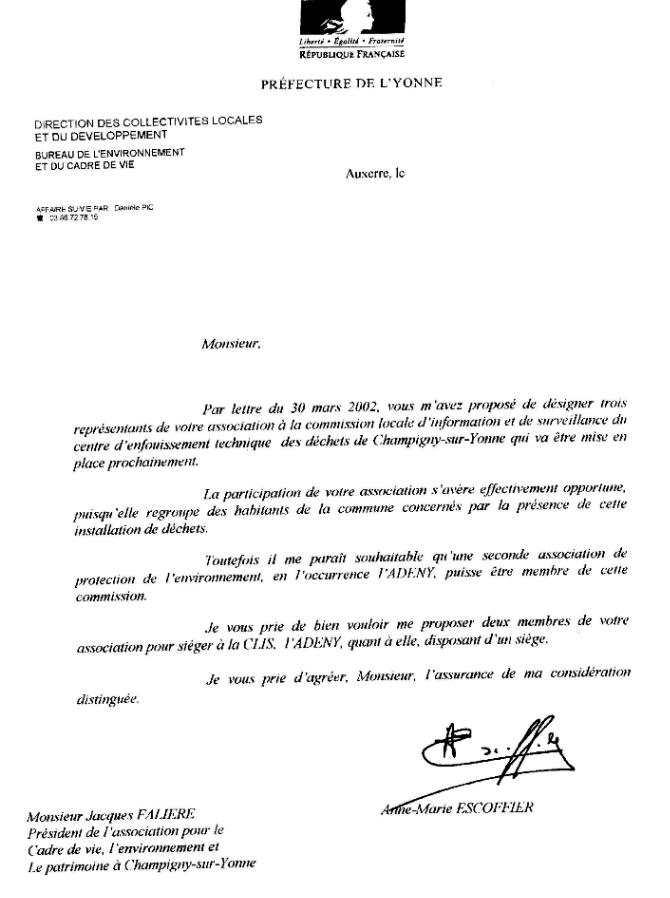 Liberté • Égalité • Fraternité
RÉPUBLIQUE FRANÇAISE
PRÉFECTURE DE L'YONNE
DIRECTION DES COLLECTIVITES LOCALES
ET DU DEVELOPPEMENT
BUREAU DE L'ENVIRONNEMENT
ET DU CADRE DE VIE
Auxerre, le
AFFAIRE SUIVIE PAR Danièle PIC
☎ 03.86.72.78.16
Monsieur,
Par lettre du 30 mars 2002, vous m'avez proposé de désigner trois
représentants de votre association à la commission locale d'information et de surveillance du
centre d'enfouissement technique des déchets de Champigny-sur-Yonne qui va être mise en
place prochainement.
La participation de votre association s'avère effectivement opportune,
puisqu'elle regroupe des habitants de la commune concernés par la présence de cette
installation de déchets.
Toutefois il me paraît souhaitable qu'une seconde association de
protection de l'environnement, en l'occurrence l'ADENY, puisse être membre de cette
commission.
Je vous prie de bien vouloir me proposer deux membres de votre
association pour siéger à la CLIS, l'ADENY, quant à elle, disposant d'un siège.
Je vous prie d'agréer, Monsieur, l'assurance de ma considération
distinguée.
Anne-Marie ESCOFFIER
Monsieur Jacques FALIERE
Président de l'association pour le
Cadre de vie, l'environnement et
Le patrimoine à Champigny-sur-Yonne